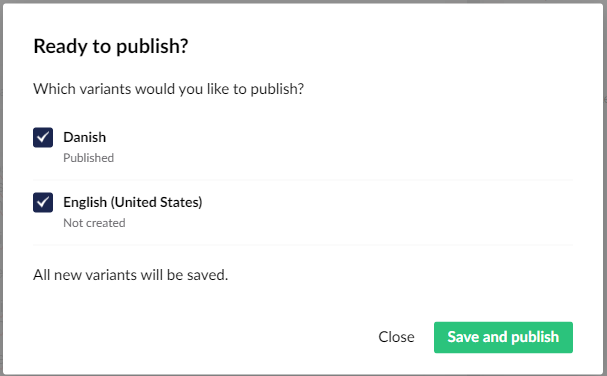 Ready to publish?
Which variants would you like to publish?
Danish
Published
English (United States)
Not created
All new variants will be saved.
Close
Save and publish